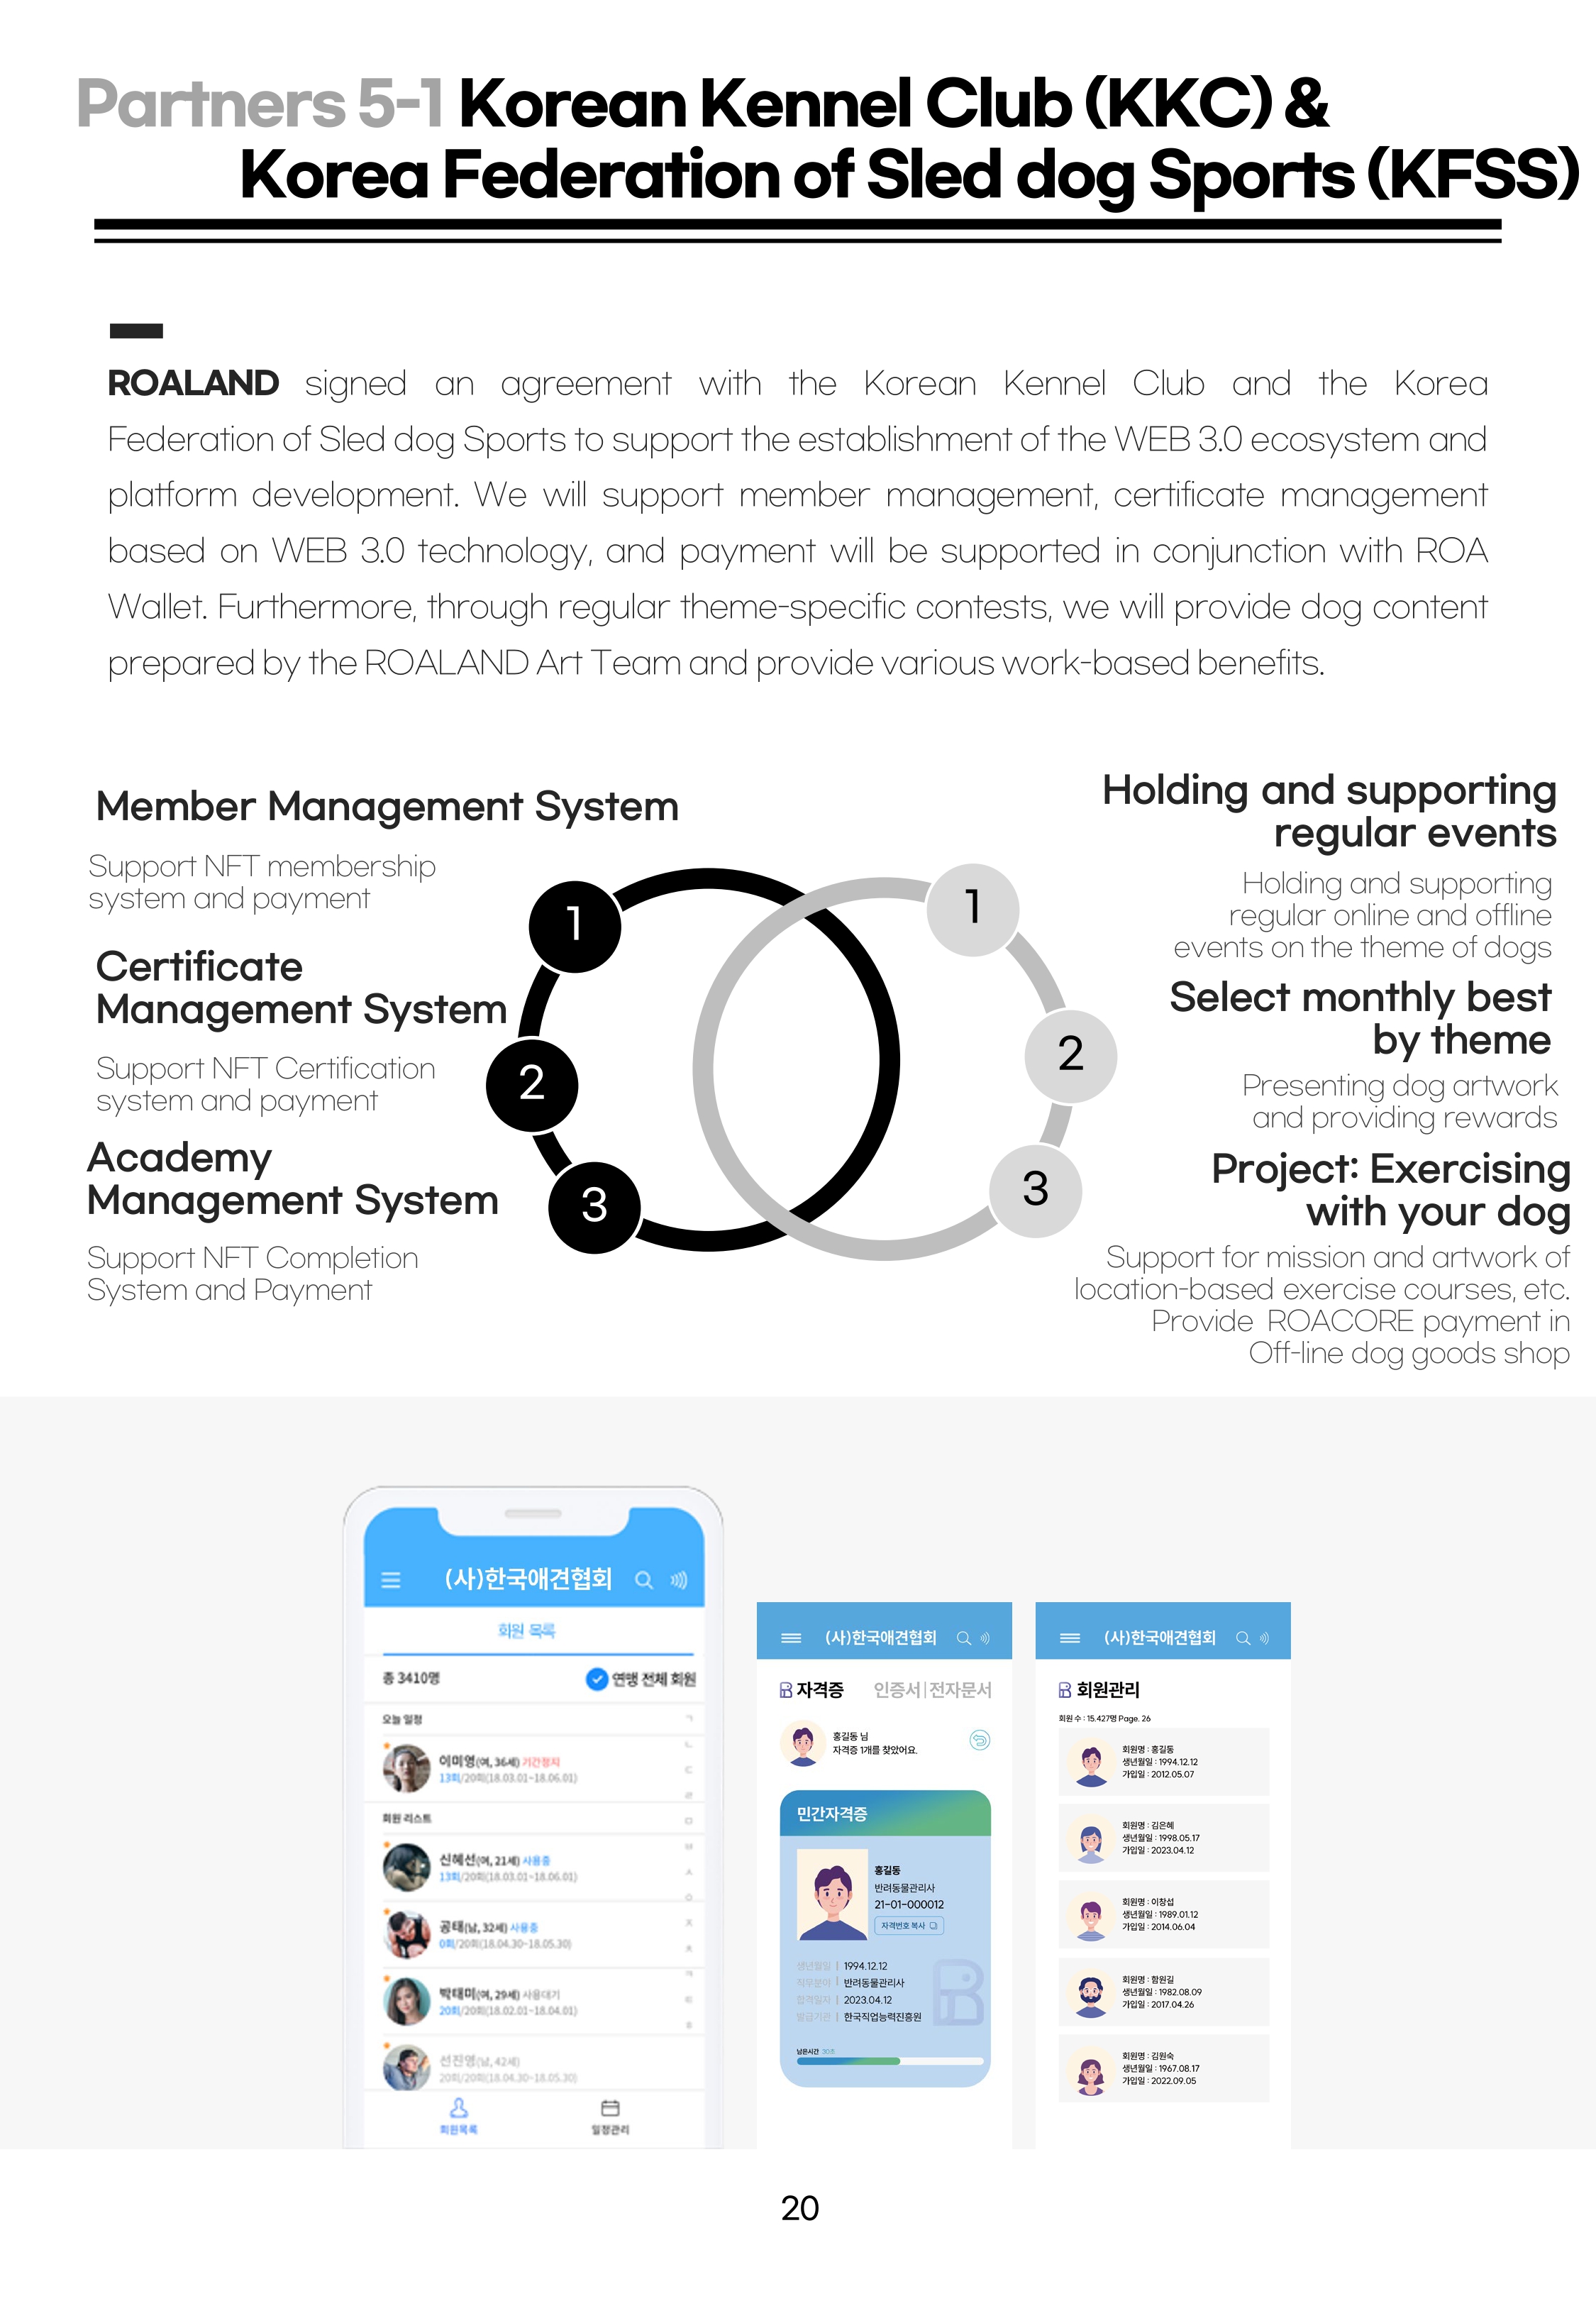 Partners 5-1 Korean Kennel Club (KKC) &
Korea Federation of Sled dog Sports (KFSS)
ROALAND signed an agreement with the Korean Kennel Club and the Korea
Federation of Sled dog Sports to support the establishment of the WEB 3.0 ecosystem and
platform development. We will support member management, certificate management
based on WEB 3.0 technology, and payment will be supported in conjunction with ROA
Wallet. Furthermore, through regular theme-specific contests, we will provide dog content
prepared by the ROALAND Art Team and provide various work-based benefits.
Member Management System
Support NFT membership
system and payment
Certificate
Management System
Support NFT Certification
system and payment
Academy
Management System
Support NFT Completion
System and Payment
1
2
3
1
2
3
Holding and supporting
regular events
Holding and supporting
regular online and offline
events on the theme of dogs
Select monthly best
by theme
Presenting dog artwork
and providing rewards
Project: Exercising
with your dog
Support for mission and artwork of
location-based exercise courses, etc.
Provide ROACORE payment in
Off-line dog goods shop
(사)한국애견협회
회원 목록
총 3410명
연맹 전체 회원
오늘 일정
이미영(여, 36세) 기간정지
13회/20회(18.03.01~18.06.01)
회원 리스트
신혜선(여, 21세) 사용중
13회/20회(18.03.01~18.06.01)
공태(남, 32세) 사용중
0회/20회(18.04.30~18.05.30)
박태미(여, 29세) 사용대기
20회/20회(18.02.01~18.04.01)
선진영(남, 42세)
20회/20회(18.04.30~18.05.30)
회원목록
일정관리
(사)한국애견협회
자격증 인증서|전자문서
홍길동 님
자격증 1개를 찾았어요.
민간자격증
홍길동
반려동물관리사
21-01-000012
자격번호 복사
생년월일 | 1994.12.12
직무분야 | 반려동물관리사
합격일자 | 2023.04.12
발급기관 | 한국직업능력진흥원
남은시간 30초
(사)한국애견협회
회원관리
회원 수 : 15.427명 Page. 26
회원명 : 홍길동
생년월일 : 1994.12.12
가입일 : 2012.05.07
회원명 : 김은혜
생년월일 : 1998.05.17
가입일 : 2023.04.12
회원명 : 이창섭
생년월일 : 1989.01.12
가입일 : 2014.06.04
회원명 : 함원길
생년월일 : 1982.08.09
가입일 : 2017.04.26
회원명 : 김원숙
생년월일 : 1967.08.17
가입일 : 2022.09.05
20